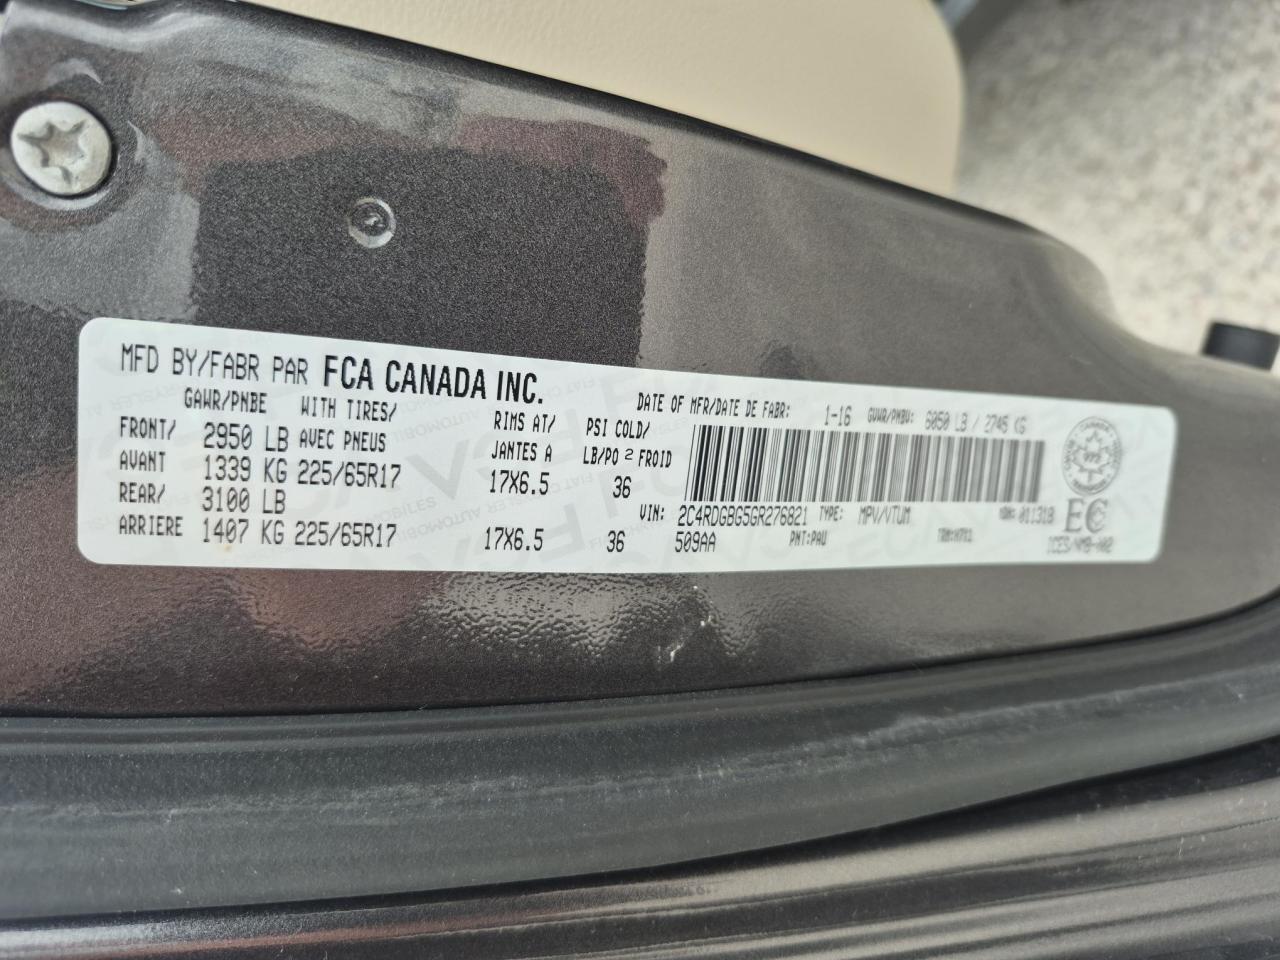 MFD BY/FABR PAR FCA CANADA INC.
DATE OF MFR/DATE DE FABR: 1-16 GVWR/PNBV: 6050 LB / 2745 KG
GAWR/PNBE WITH TIRES/ RIMS AT/ PSI COLD/
FRONT/ 2950 LB AVEC PNEUS JANTES A LB/PO² FROID
AVANT 1339 KG 225/65R17 17X6.5 36
REAR/ 3100 LB
ARRIERE 1407 KG 225/65R17 17X6.5 36
VIN: 2C4RDGBG5GR276821 TYPE: MPV/VTUM
509AA PNT:PAU
CANADA
EC